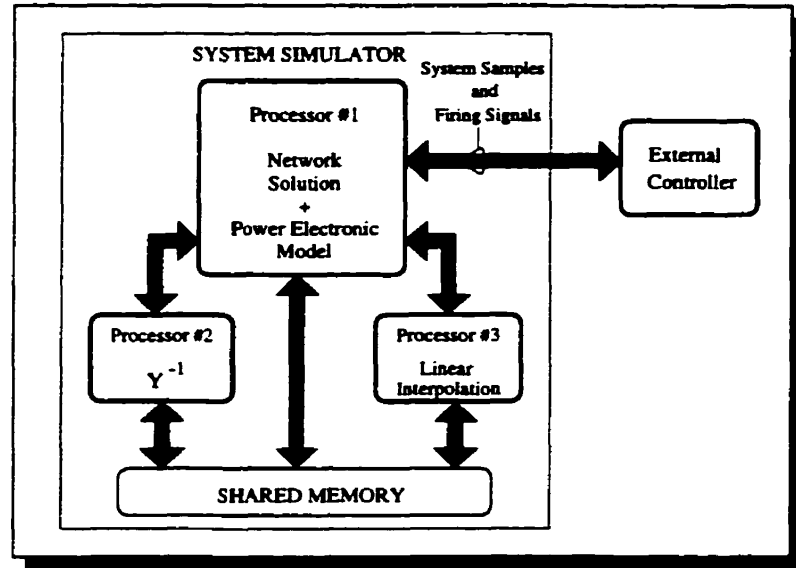 SYSTEM SIMULATOR
System Samples
and
Firing Signals
Processor #1
Network
Solution
+
Power Electronic
Model
External
Controller
Processor #2
Y⁻¹
Processor #3
Linear
Interpolation
SHARED MEMORY